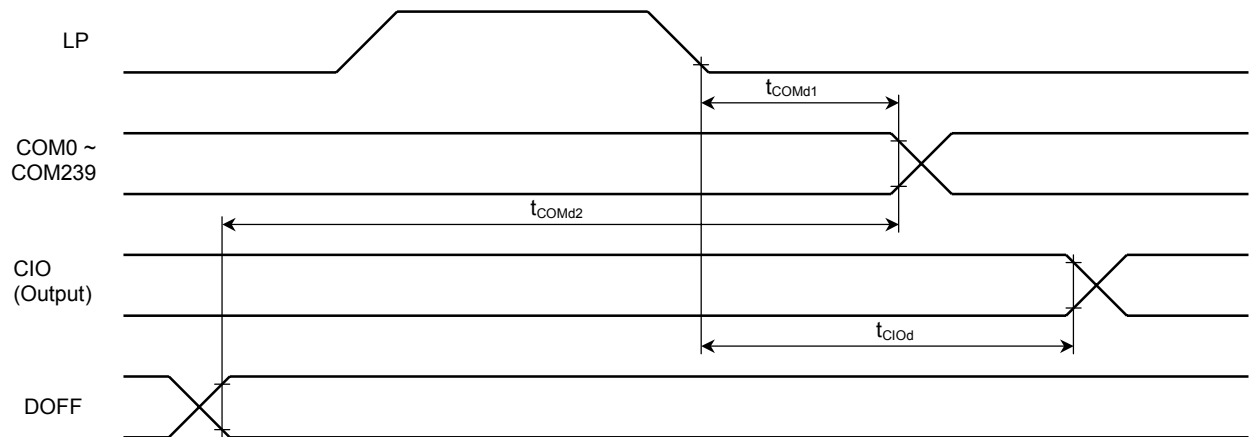 LP
tCOMd1
COM0 ~
COM239
tCOMd2
CIO
(Output)
tCIOd
DOFF